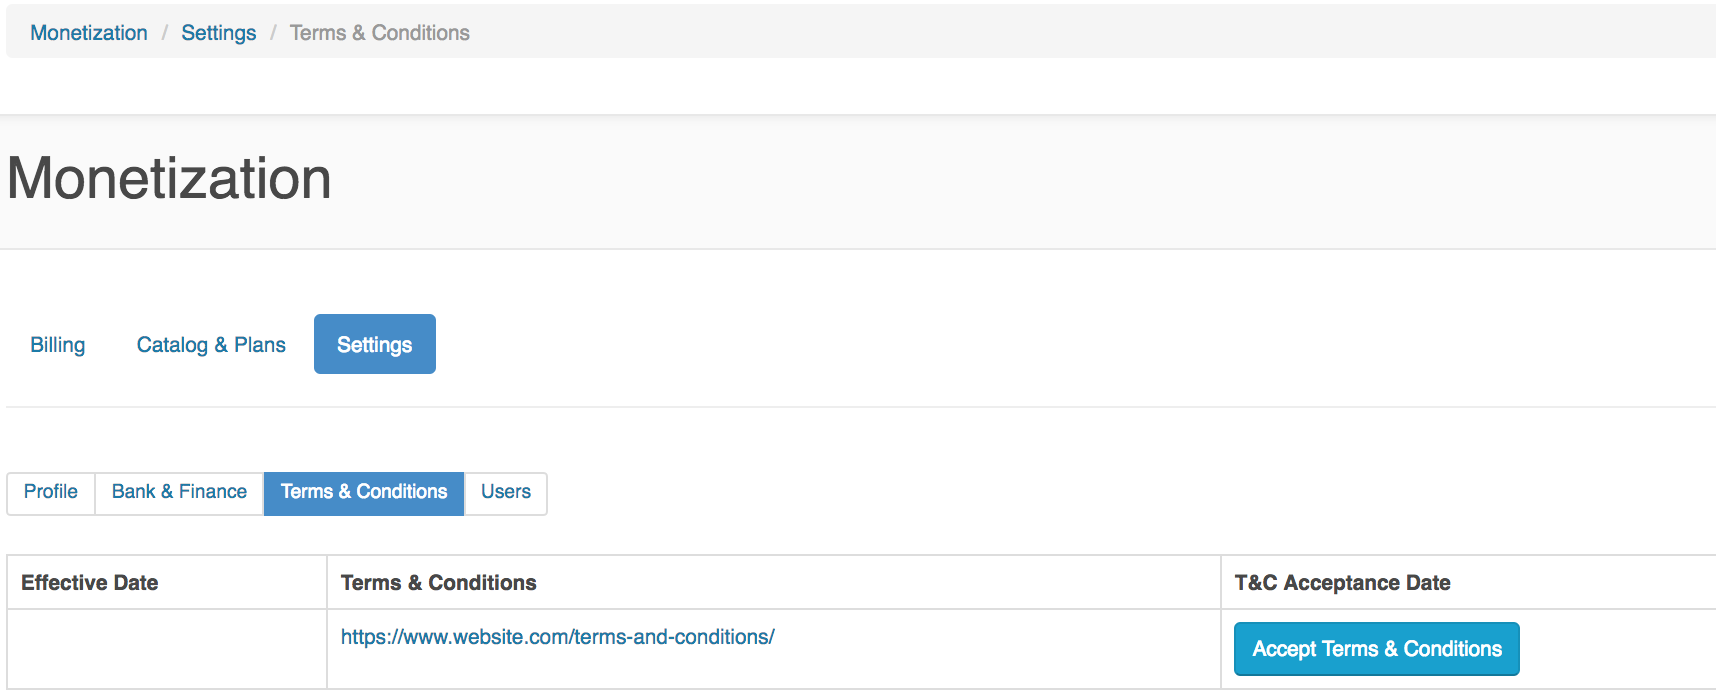 Monetization / Settings / Terms & Conditions
Monetization
Billing Catalog & Plans Settings
Profile Bank & Finance Terms & Conditions Users
Effective Date Terms & Conditions T&C Acceptance Date
https://www.website.com/terms-and-conditions/ Accept Terms & Conditions